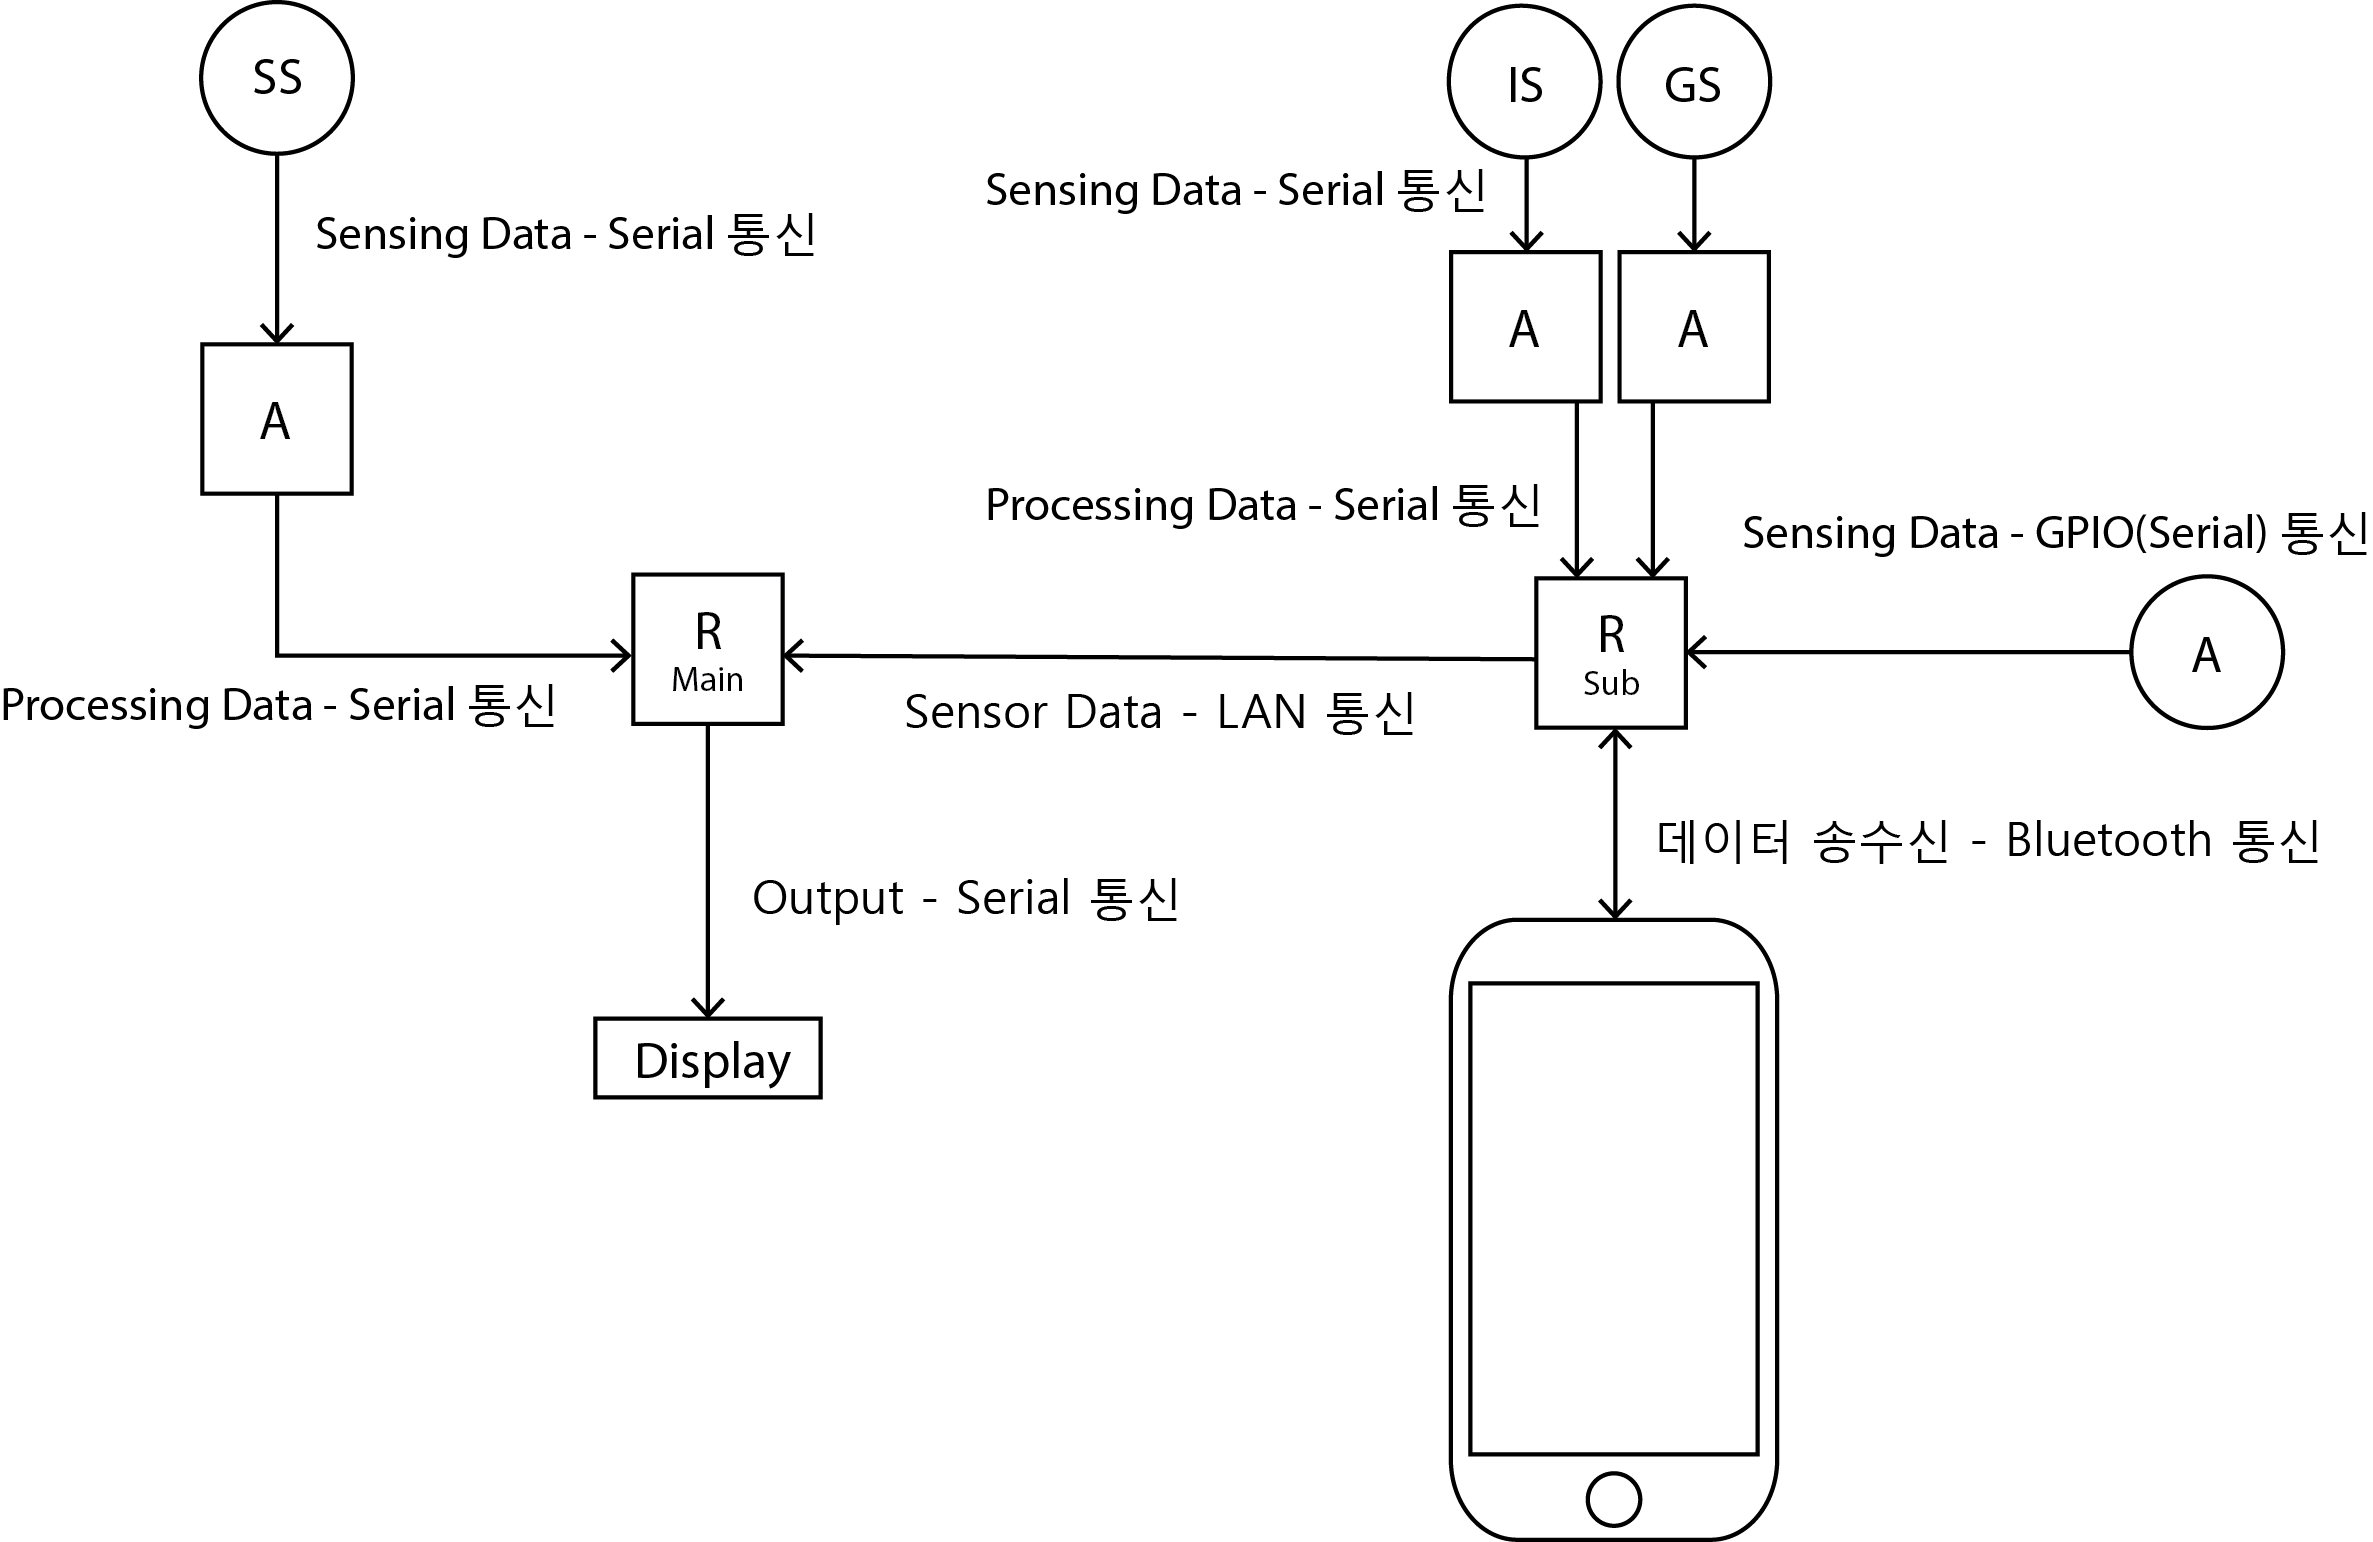 SS
IS
GS
Sensing Data - Serial 통신
Sensing Data - Serial 통신
A
A
A
Processing Data - Serial 통신
Sensing Data - GPIO(Serial) 통신
R
Main
R
Sub
A
Processing Data - Serial 통신
Sensor Data - LAN 통신
데이터 송수신 - Bluetooth 통신
Output - Serial 통신
Display